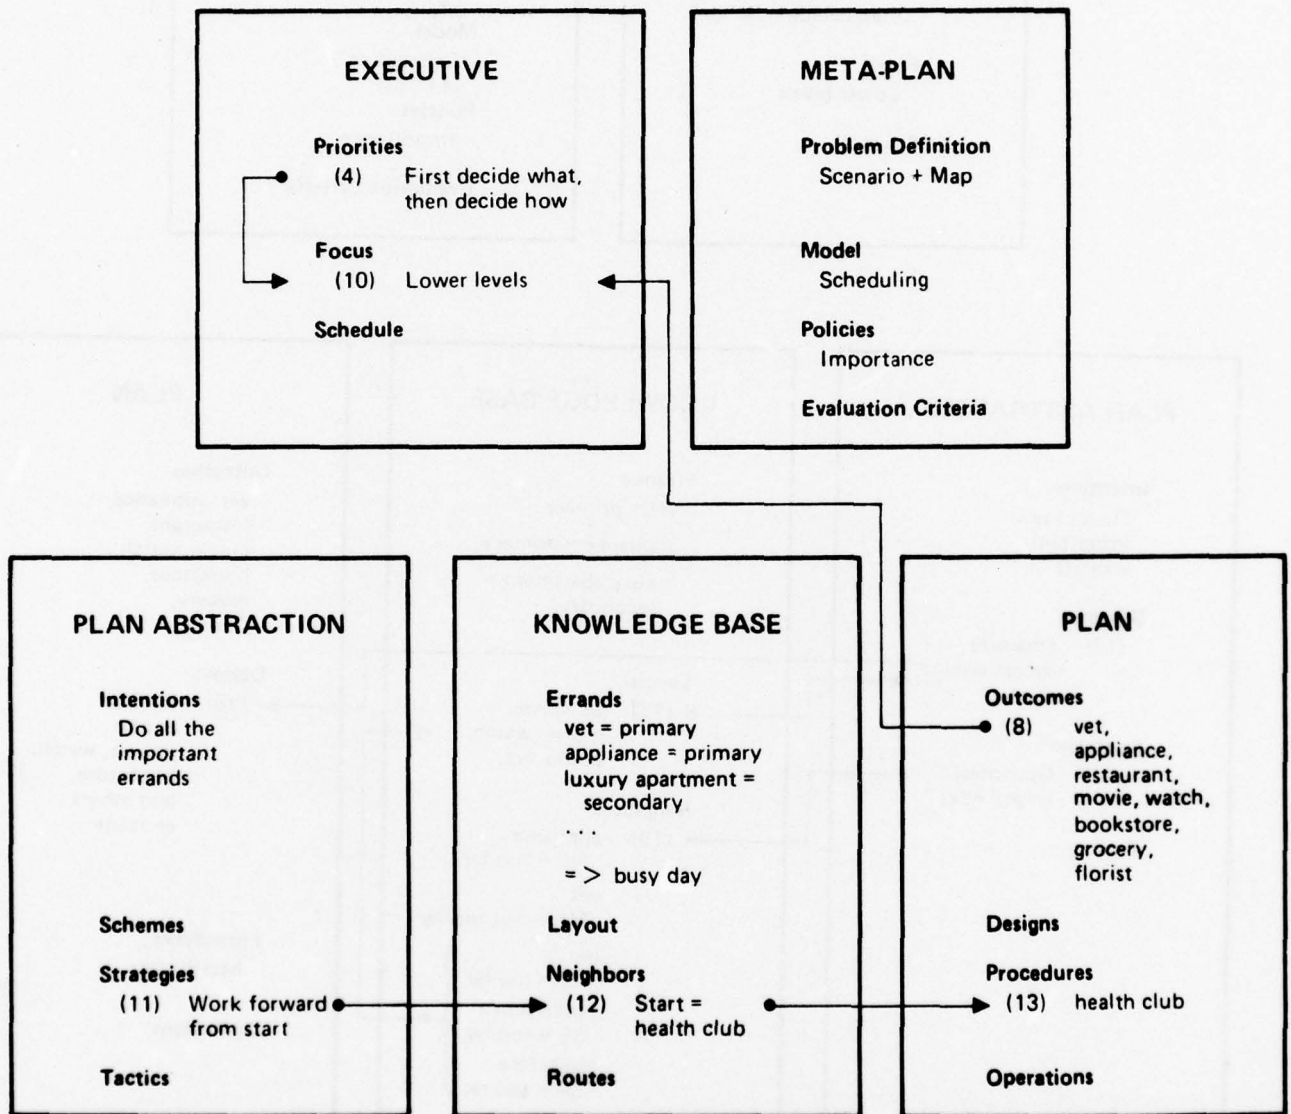 EXECUTIVE
Priorities
(4) First decide what,
then decide how
Focus
(10) Lower levels
Schedule
META-PLAN
Problem Definition
Scenario + Map
Model
Scheduling
Policies
Importance
Evaluation Criteria
PLAN ABSTRACTION
Intentions
Do all the
important
errands
Schemes
Strategies
(11) Work forward
from start
Tactics
KNOWLEDGE BASE
Errands
vet = primary
appliance = primary
luxury apartment =
secondary
. . .
= > busy day
Layout
Neighbors
(12) Start =
health club
Routes
PLAN
Outcomes
(8) vet,
appliance,
restaurant,
movie, watch,
bookstore,
grocery,
florist
Designs
Procedures
(13) health club
Operations